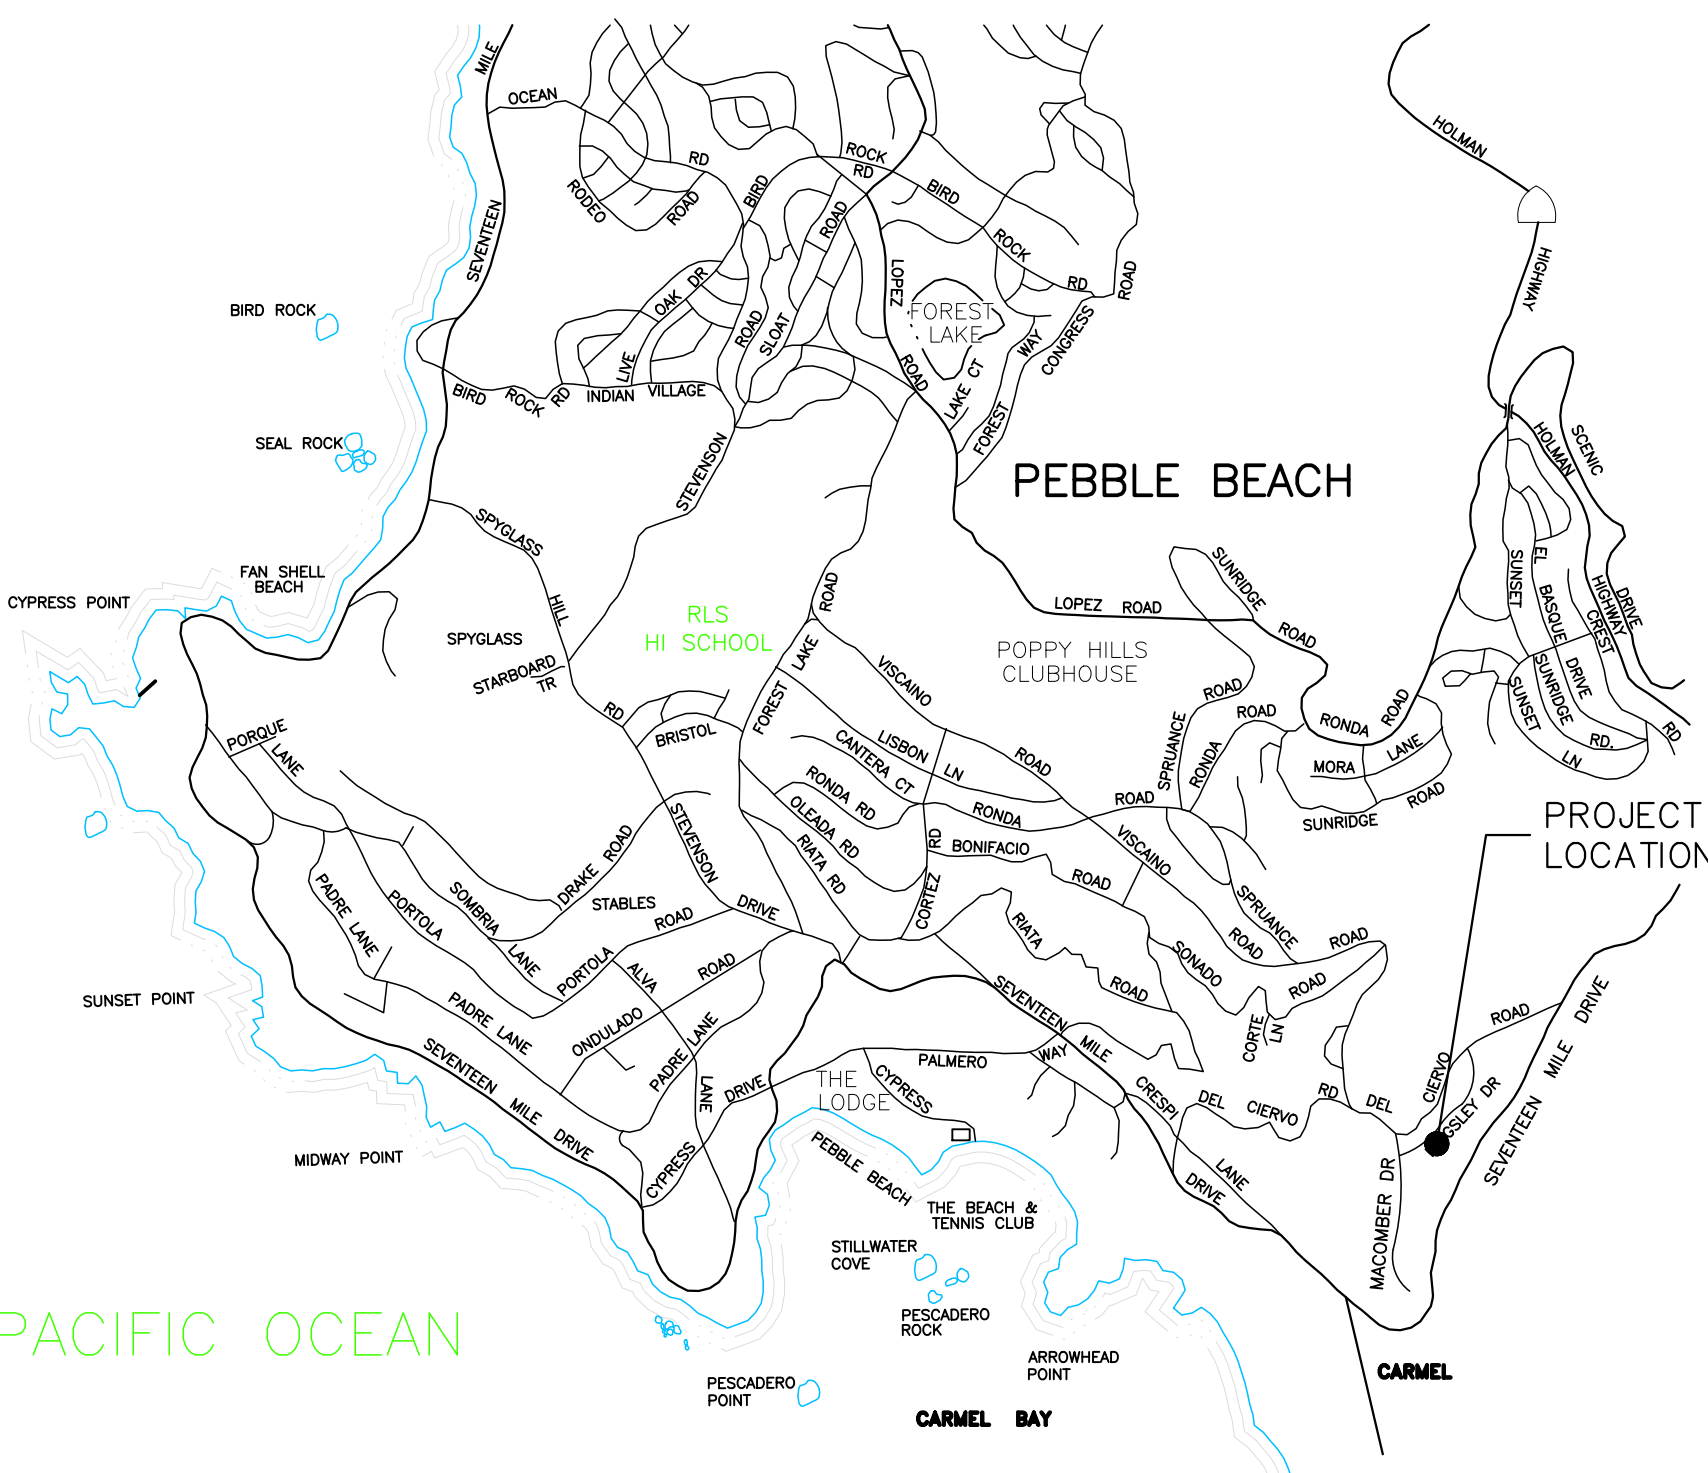 MILE
OCEAN
RD
ROCK
RD
BIRD
BIRD
RODEO
ROAD
ROAD
SEVENTEEN
HOLMAN
HIGHWAY
ROCK
RD
ROAD
LOPEZ
OAK DR
BIRD ROCK
FOREST
LAKE
ROAD
SLOAT
WAY
CONGRESS
LIVE
ROAD
LAKE CT
BIRD ROCK RD
INDIAN VILLAGE
FOREST
SEAL ROCK
STEVENSON
PEBBLE BEACH
HOLMAN
SCENIC
SPYGLASS
HILL
FAN SHELL
BEACH
CYPRESS POINT
ROAD
SUNRIDGE
LOPEZ ROAD
ROAD
SUNSET
EL BASQUE DRIVE
HIGHWAY
DRIVE
CREST
RLS
HI SCHOOL
SPYGLASS
STARBOARD
TR
LAKE
FOREST
POPPY HILLS
CLUBHOUSE
VISCAINO
ROAD
SUNRIDGE
RD.
SUNSET
LN
RD
RD
BRISTOL
PORQUE
LANE
LISBON LN
CANTERA CT
ROAD
SPRUANCE
ROAD
RONDA
RONDA
ROAD
MORA LANE
SUNRIDGE
ROAD
RONDA RD
OLEADA RD
RIATA RD
RONDA
ROAD
VISCAINO
PROJECT
LOCATION
STEVENSON
DRIVE
DRAKE ROAD
STABLES
BONIFACIO
ROAD
CORTEZ
RD
PADRE LANE
PORTOLA
SOMBRIA
LANE
PORTOLA
ROAD
SPRUANCE
ROAD
ROAD
RIATA
ROAD
SONADO
ROAD
CORTE
LN
SUNSET POINT
ALVA
LANE
ROAD
ONDULADO
PADRE LANE
PADRE LANE
SEVENTEEN MILE DRIVE
SEVENTEEN
MILE
DRIVE
PALMERO
WAY
CYPRESS
DRIVE
THE
LODGE
CYPRESS
CRESPI
LANE
DEL CIERVO
RD
DEL
CIERVO
ROAD
GSLEY DR
SEVENTEEN MILE DRIVE
MIDWAY POINT
PEBBLE BEACH
DRIVE
MACOMBER DR
THE BEACH &
TENNIS CLUB
STILLWATER
COVE
PESCADERO
ROCK
PACIFIC OCEAN
ARROWHEAD
POINT
PESCADERO
POINT
CARMEL
CARMEL BAY